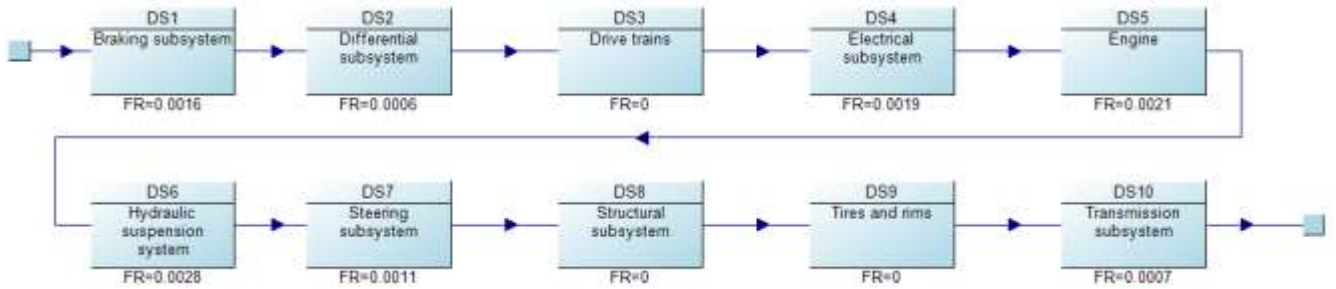 DS1
Braking subsystem
FR=0.0016
DS2
Differential
subsystem
FR=0.0006
DS3
Drive trains
FR=0
DS4
Electrical
subsystem
FR=0.0019
DS5
Engine
FR=0.0021
DS6
Hydraulic
suspension
system
FR=0.0028
DS7
Steering
subsystem
FR=0.0011
DS8
Structural
subsystem
FR=0
DS9
Tires and rims
FR=0
DS10
Transmission
subsystem
FR=0.0007